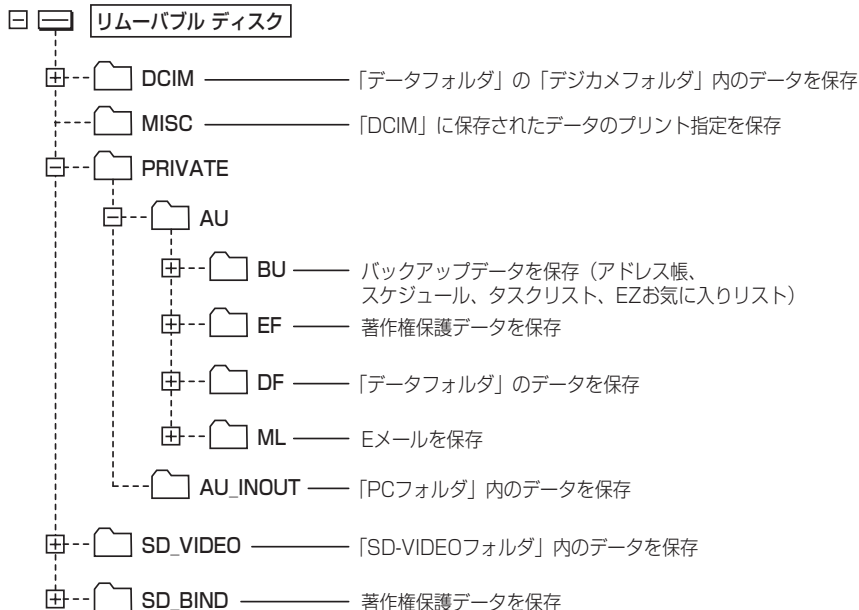 リムーバブル ディスク
DCIM 「データフォルダ」の「デジカメフォルダ」内のデータを保存
MISC 「DCIM」に保存されたデータのプリント指定を保存
PRIVATE
AU
BU バックアップデータを保存（アドレス帳、
スケジュール、タスクリスト、EZお気に入りリスト）
EF 著作権保護データを保存
DF 「データフォルダ」のデータを保存
ML Eメールを保存
AU_INOUT 「PCフォルダ」内のデータを保存
SD_VIDEO 「SD-VIDEOフォルダ」内のデータを保存
SD_BIND 著作権保護データを保存